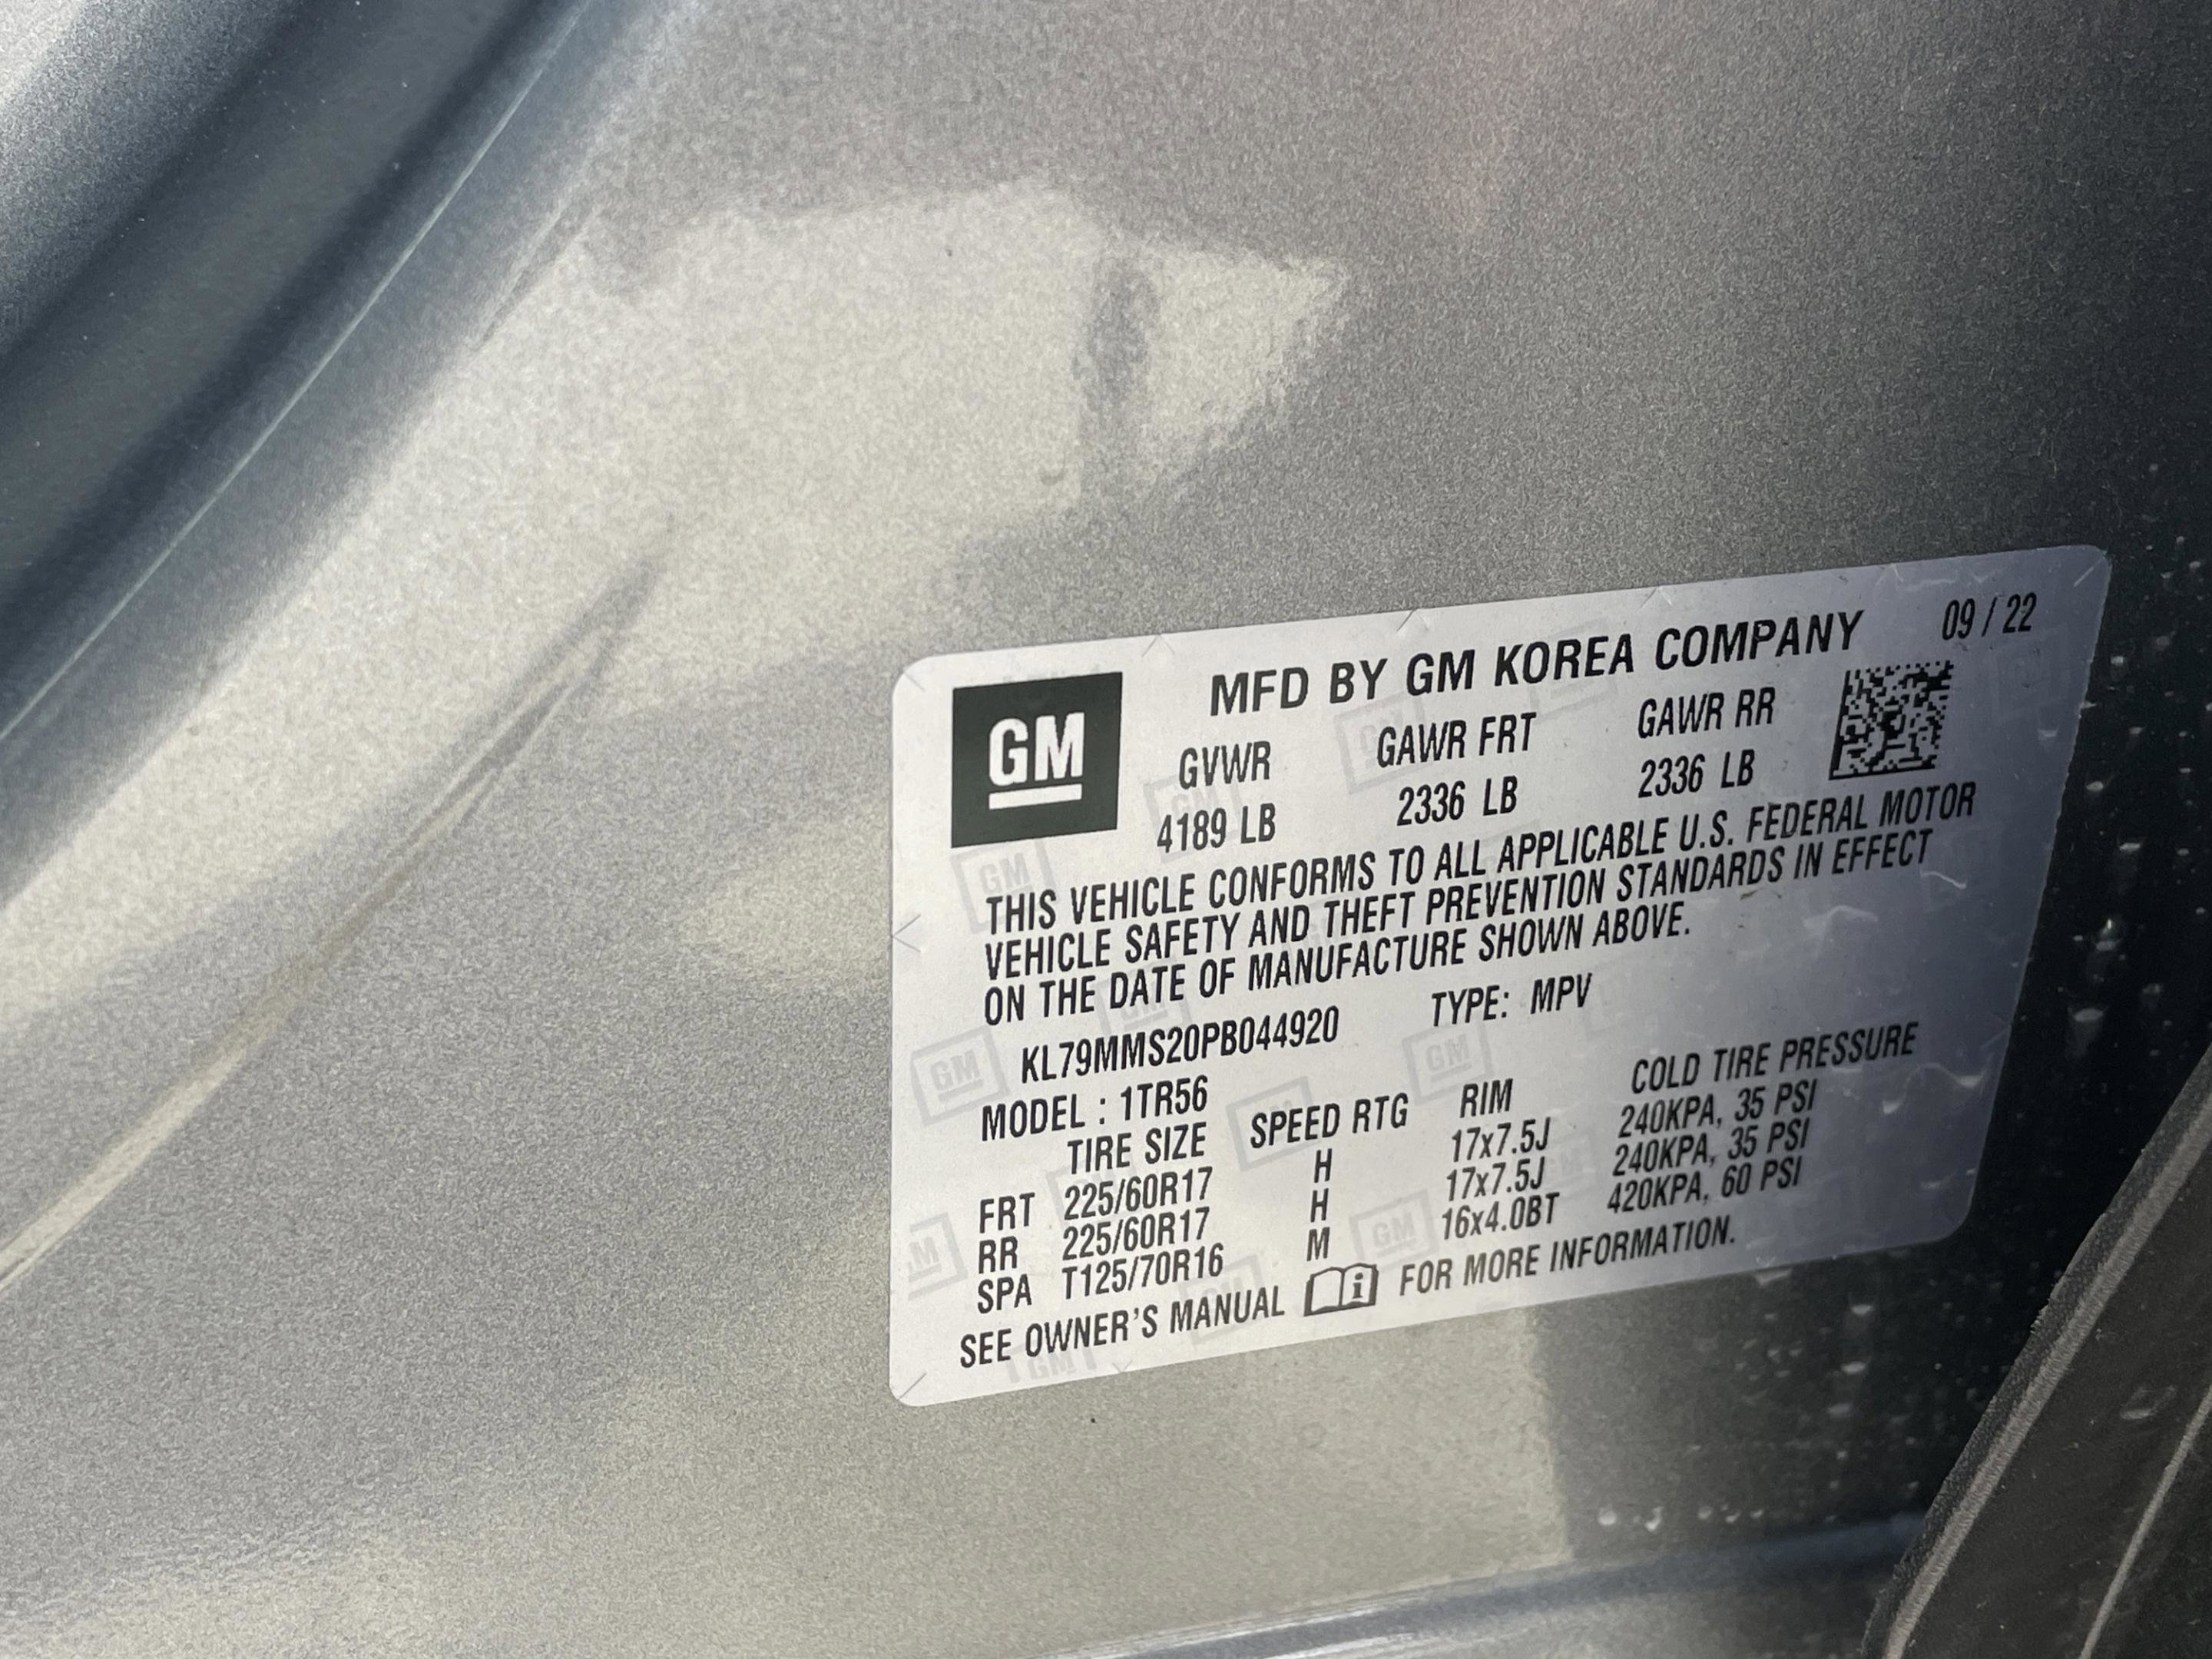 MFD BY GM KOREA COMPANY 09 / 22
GM
GVWR GAWR FRT GAWR RR
4189 LB 2336 LB 2336 LB
THIS VEHICLE CONFORMS TO ALL APPLICABLE U.S. FEDERAL MOTOR
VEHICLE SAFETY AND THEFT PREVENTION STANDARDS IN EFFECT
ON THE DATE OF MANUFACTURE SHOWN ABOVE.
KL79MMS20PB044920 TYPE: MPV
MODEL : 1TR56
TIRE SIZE SPEED RTG RIM COLD TIRE PRESSURE
FRT 225/60R17 H 17x7.5J 240KPA, 35 PSI
RR 225/60R17 H 17x7.5J 240KPA, 35 PSI
SPA T125/70R16 M 16x4.0BT 420KPA, 60 PSI
SEE OWNER'S MANUAL FOR MORE INFORMATION.